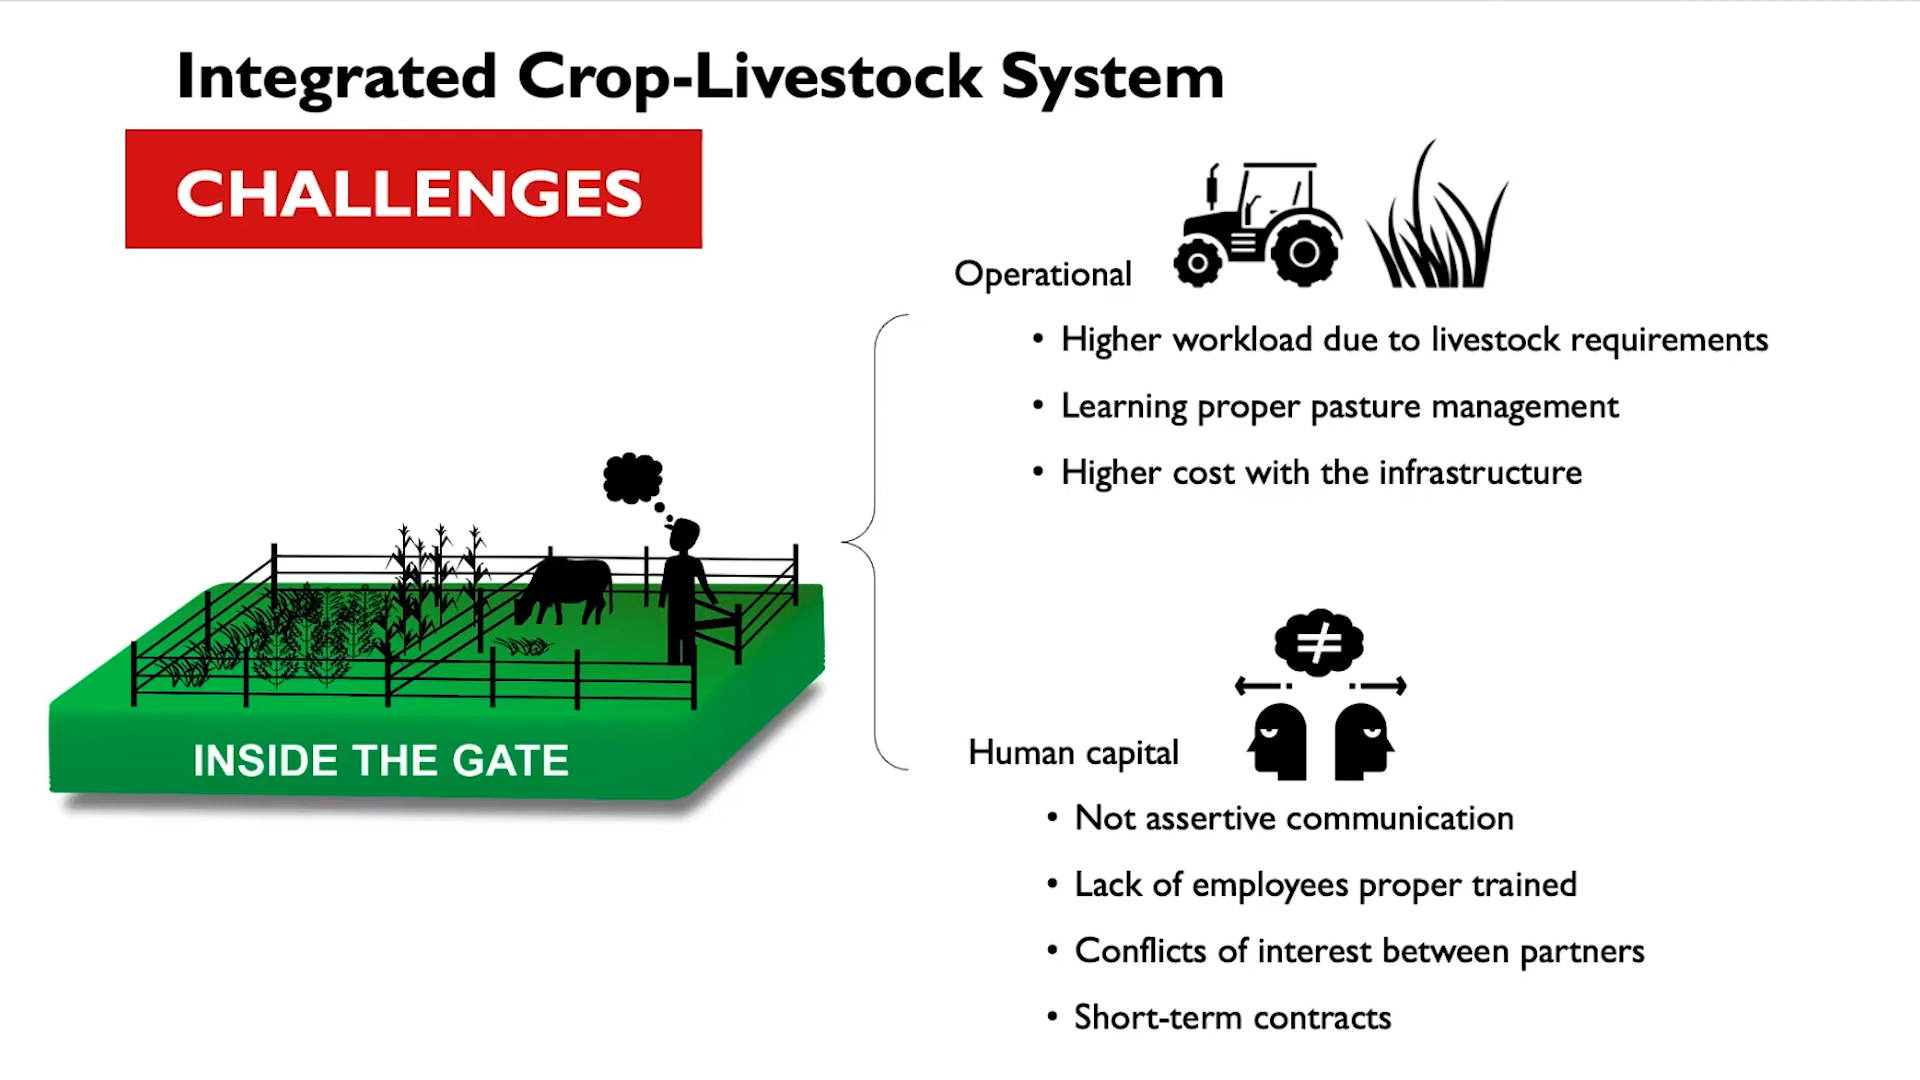 Integrated Crop-Livestock System
CHALLENGES
Operational
• Higher workload due to livestock requirements
• Learning proper pasture management
• Higher cost with the infrastructure
INSIDE THE GATE
≠
Human capital
• Not assertive communication
• Lack of employees proper trained
• Conflicts of interest between partners
• Short-term contracts